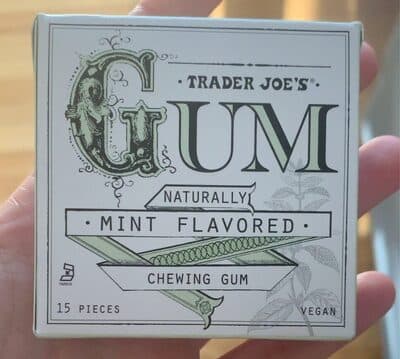 GUM
· TRADER JOE'S® ·
NATURALLY
· MINT FLAVORED ·
CHEWING GUM
15 PIECES
VEGAN